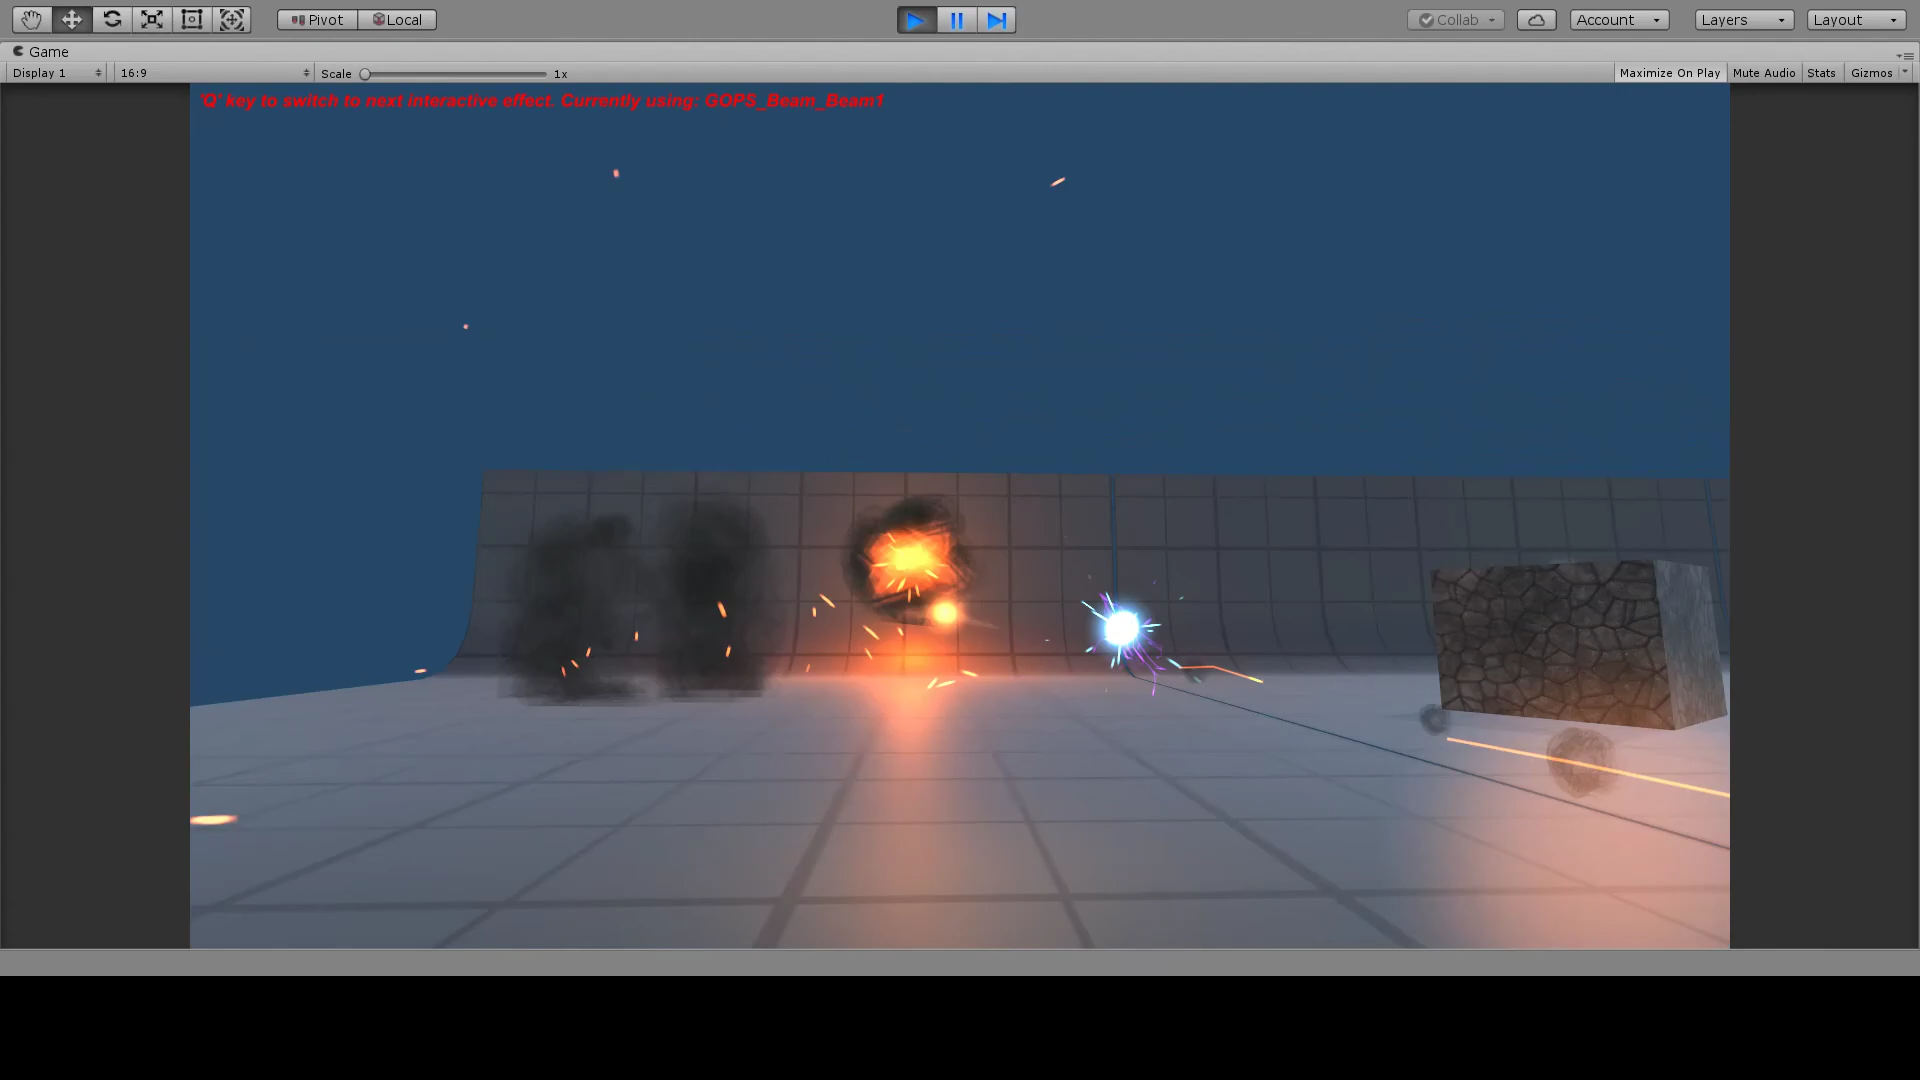 Pivot Local Collab Account Layers Layout
Game
Display 1 16:9 Scale 1x Maximize On Play Mute Audio Stats Gizmos
'Q' key to switch to next interactive effect. Currently using: GOPS_Beam_Beam1